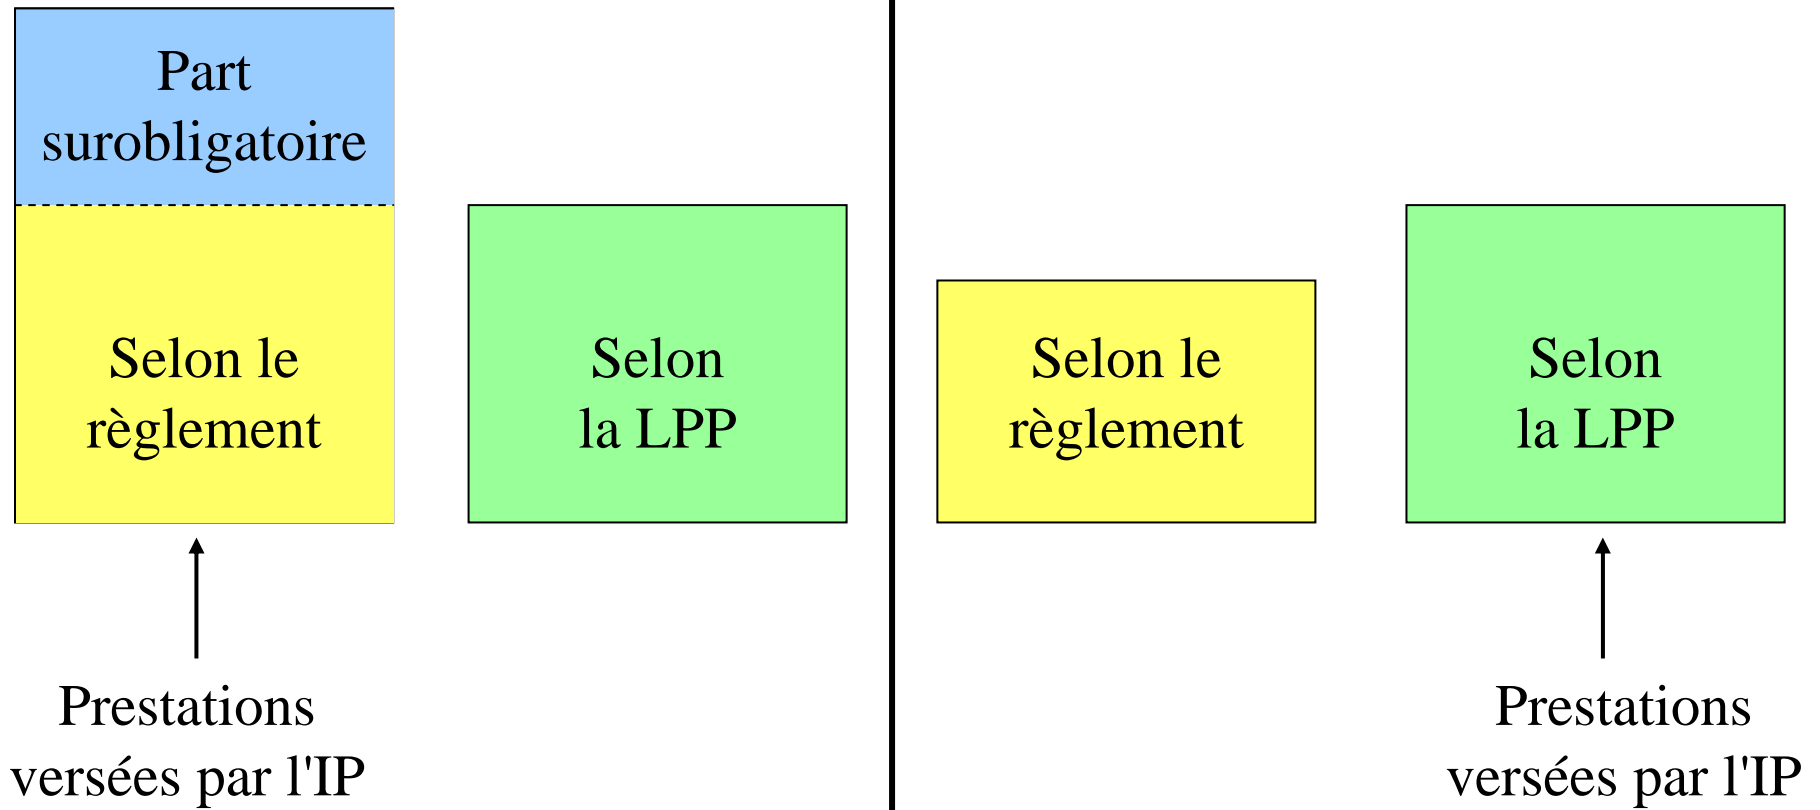 Part
surobligatoire
Selon le
règlement
Selon
la LPP
Prestations
versées par l'IP
Selon le
règlement
Selon
la LPP
Prestations
versées par l'IP